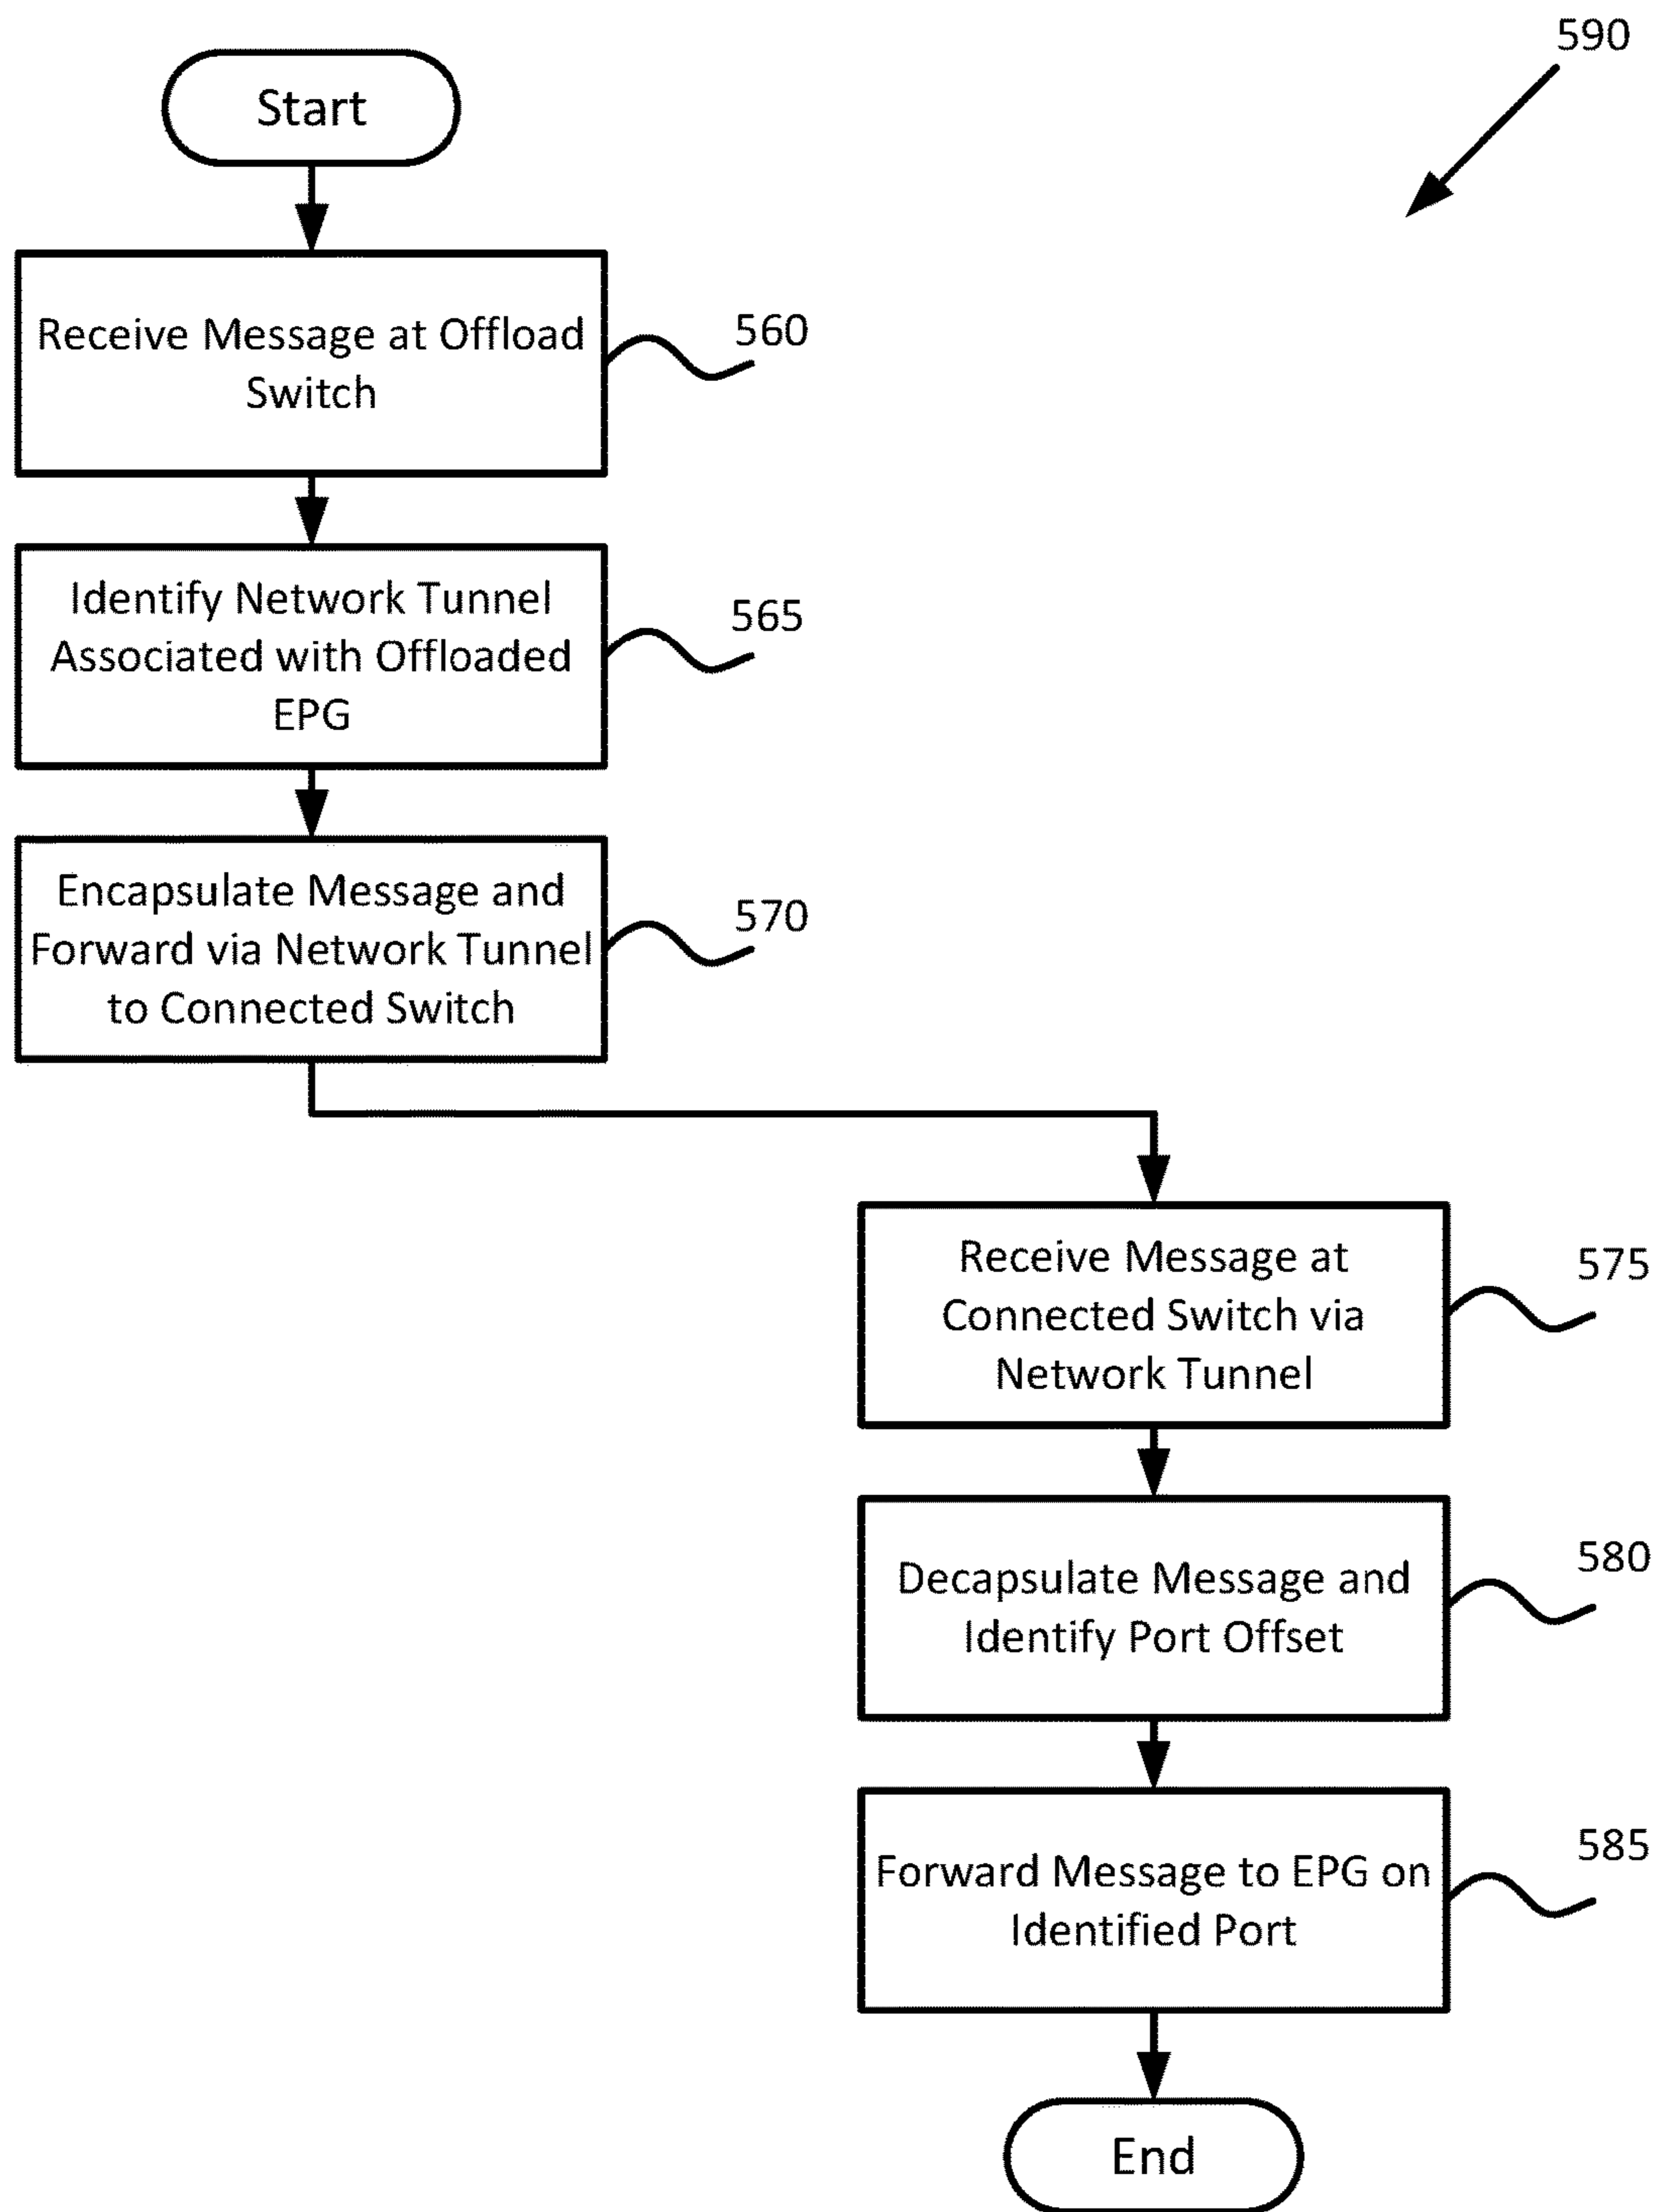 590
Start
Receive Message at Offload
Switch
560
Identify Network Tunnel
Associated with Offloaded
EPG
565
Encapsulate Message and
Forward via Network Tunnel
to Connected Switch
570
Receive Message at
Connected Switch via
Network Tunnel
575
Decapsulate Message and
Identify Port Offset
580
Forward Message to EPG on
Identified Port
585
End